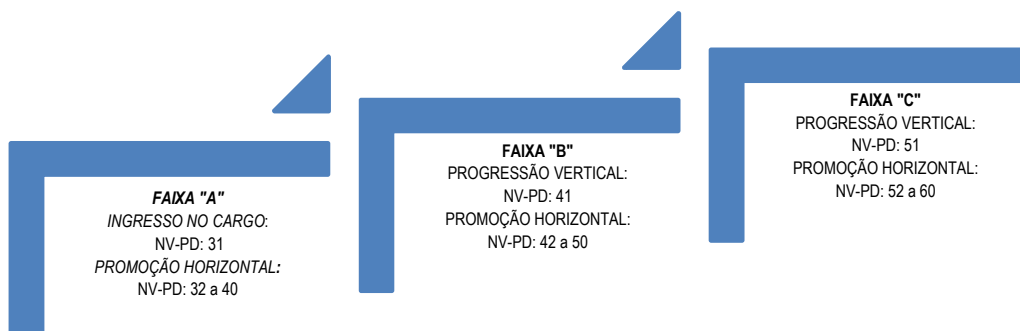 FAIXA "A"
INGRESSO NO CARGO:
NV-PD: 31
PROMOÇÃO HORIZONTAL:
NV-PD: 32 a 40
FAIXA "B"
PROGRESSÃO VERTICAL:
NV-PD: 41
PROMOÇÃO HORIZONTAL:
NV-PD: 42 a 50
FAIXA "C"
PROGRESSÃO VERTICAL:
NV-PD: 51
PROMOÇÃO HORIZONTAL:
NV-PD: 52 a 60